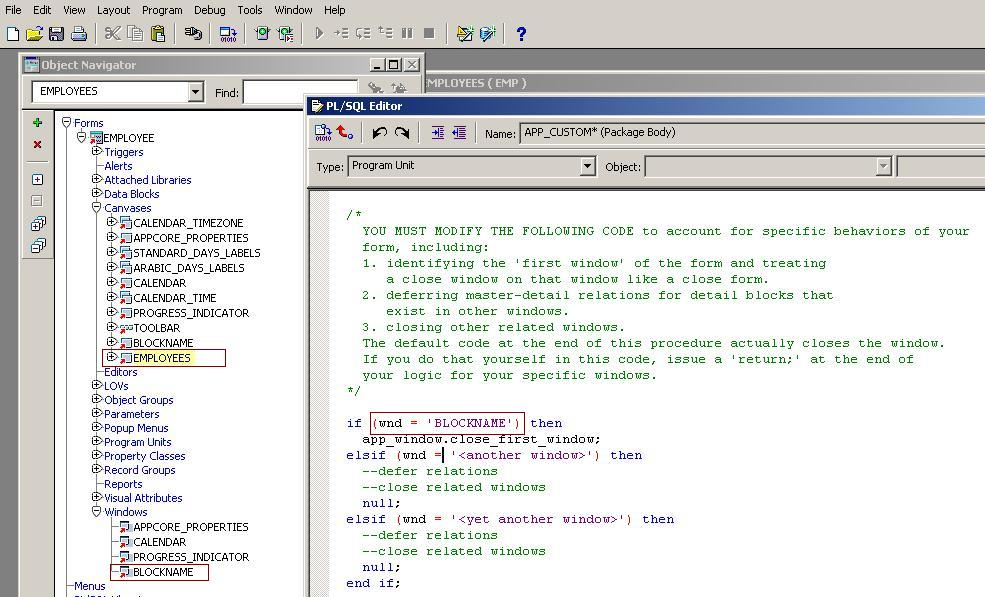 File Edit View Layout Program Debug Tools Window Help
Object Navigator
EMPLOYEES Find:
MPLOYEES ( EMP )
Forms
EMPLOYEE
Triggers
Alerts
Attached Libraries
Data Blocks
Canvases
CALENDAR_TIMEZONE
APPCORE_PROPERTIES
STANDARD_DAYS_LABELS
ARABIC_DAYS_LABELS
CALENDAR
CALENDAR_TIME
PROGRESS_INDICATOR
TOOLBAR
BLOCKNAME
EMPLOYEES
Editors
LOVs
Object Groups
Parameters
Popup Menus
Program Units
Property Classes
Record Groups
Reports
Visual Attributes
Windows
APPCORE_PROPERTIES
CALENDAR
PROGRESS_INDICATOR
BLOCKNAME
Menus
PL/SQL Editor
Name: APP_CUSTOM* (Package Body)
Type: Program Unit Object:
/*
YOU MUST MODIFY THE FOLLOWING CODE to account for specific behaviors of your
form, including:
1. identifying the 'first window' of the form and treating
a close window on that window like a close form.
2. deferring master-detail relations for detail blocks that
exist in other windows.
3. closing other related windows.
The default code at the end of this procedure actually closes the window.
If you do that yourself in this code, issue a 'return;' at the end of
your logic for your specific windows.
*/
if (wnd = 'BLOCKNAME') then
app_window.close_first_window;
elsif (wnd = '<another window>') then
--defer relations
--close related windows
null;
elsif (wnd = '<yet another window>') then
--defer relations
--close related windows
null;
end if;